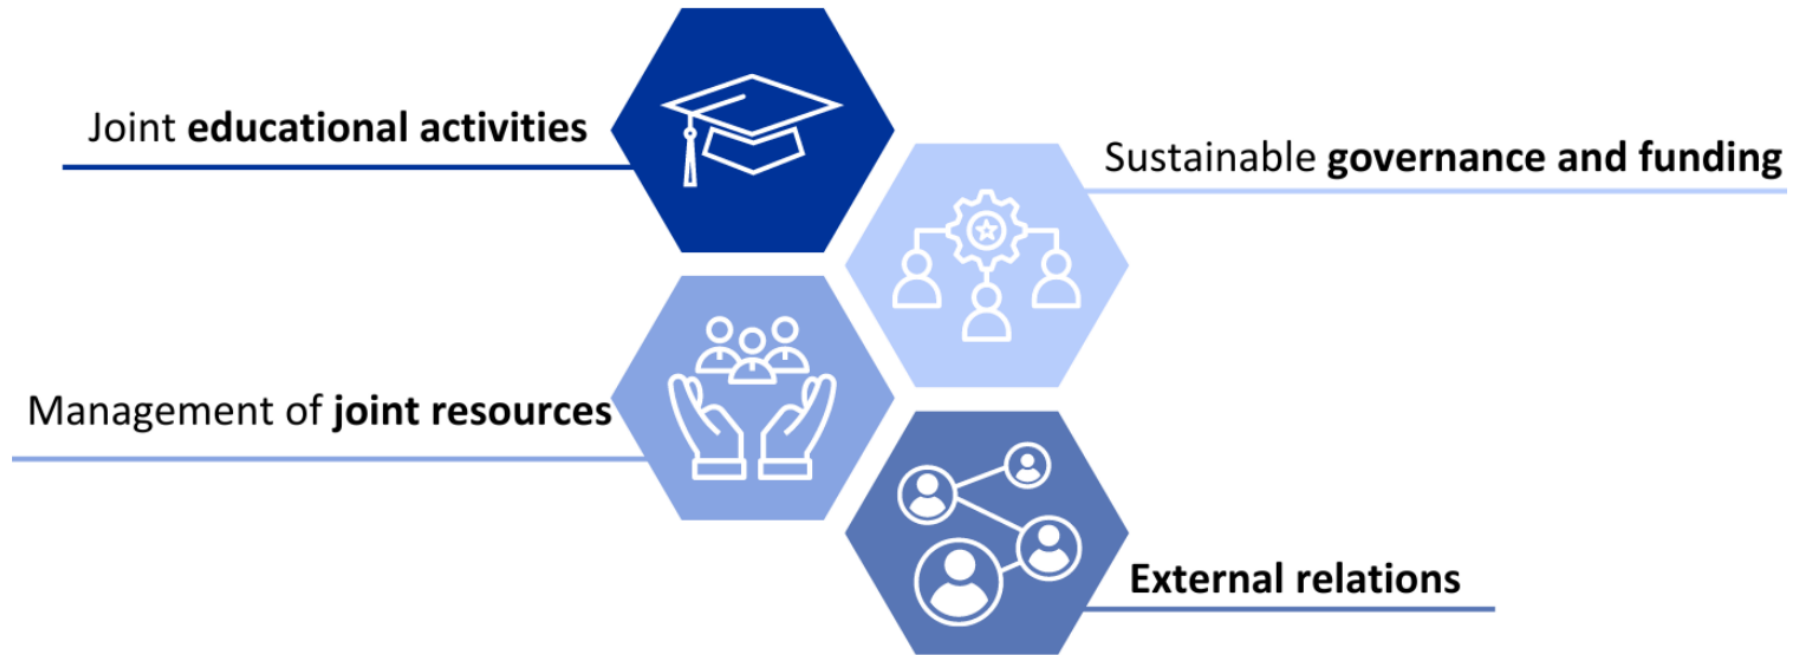 Joint educational activities
Sustainable governance and funding
Management of joint resources
External relations